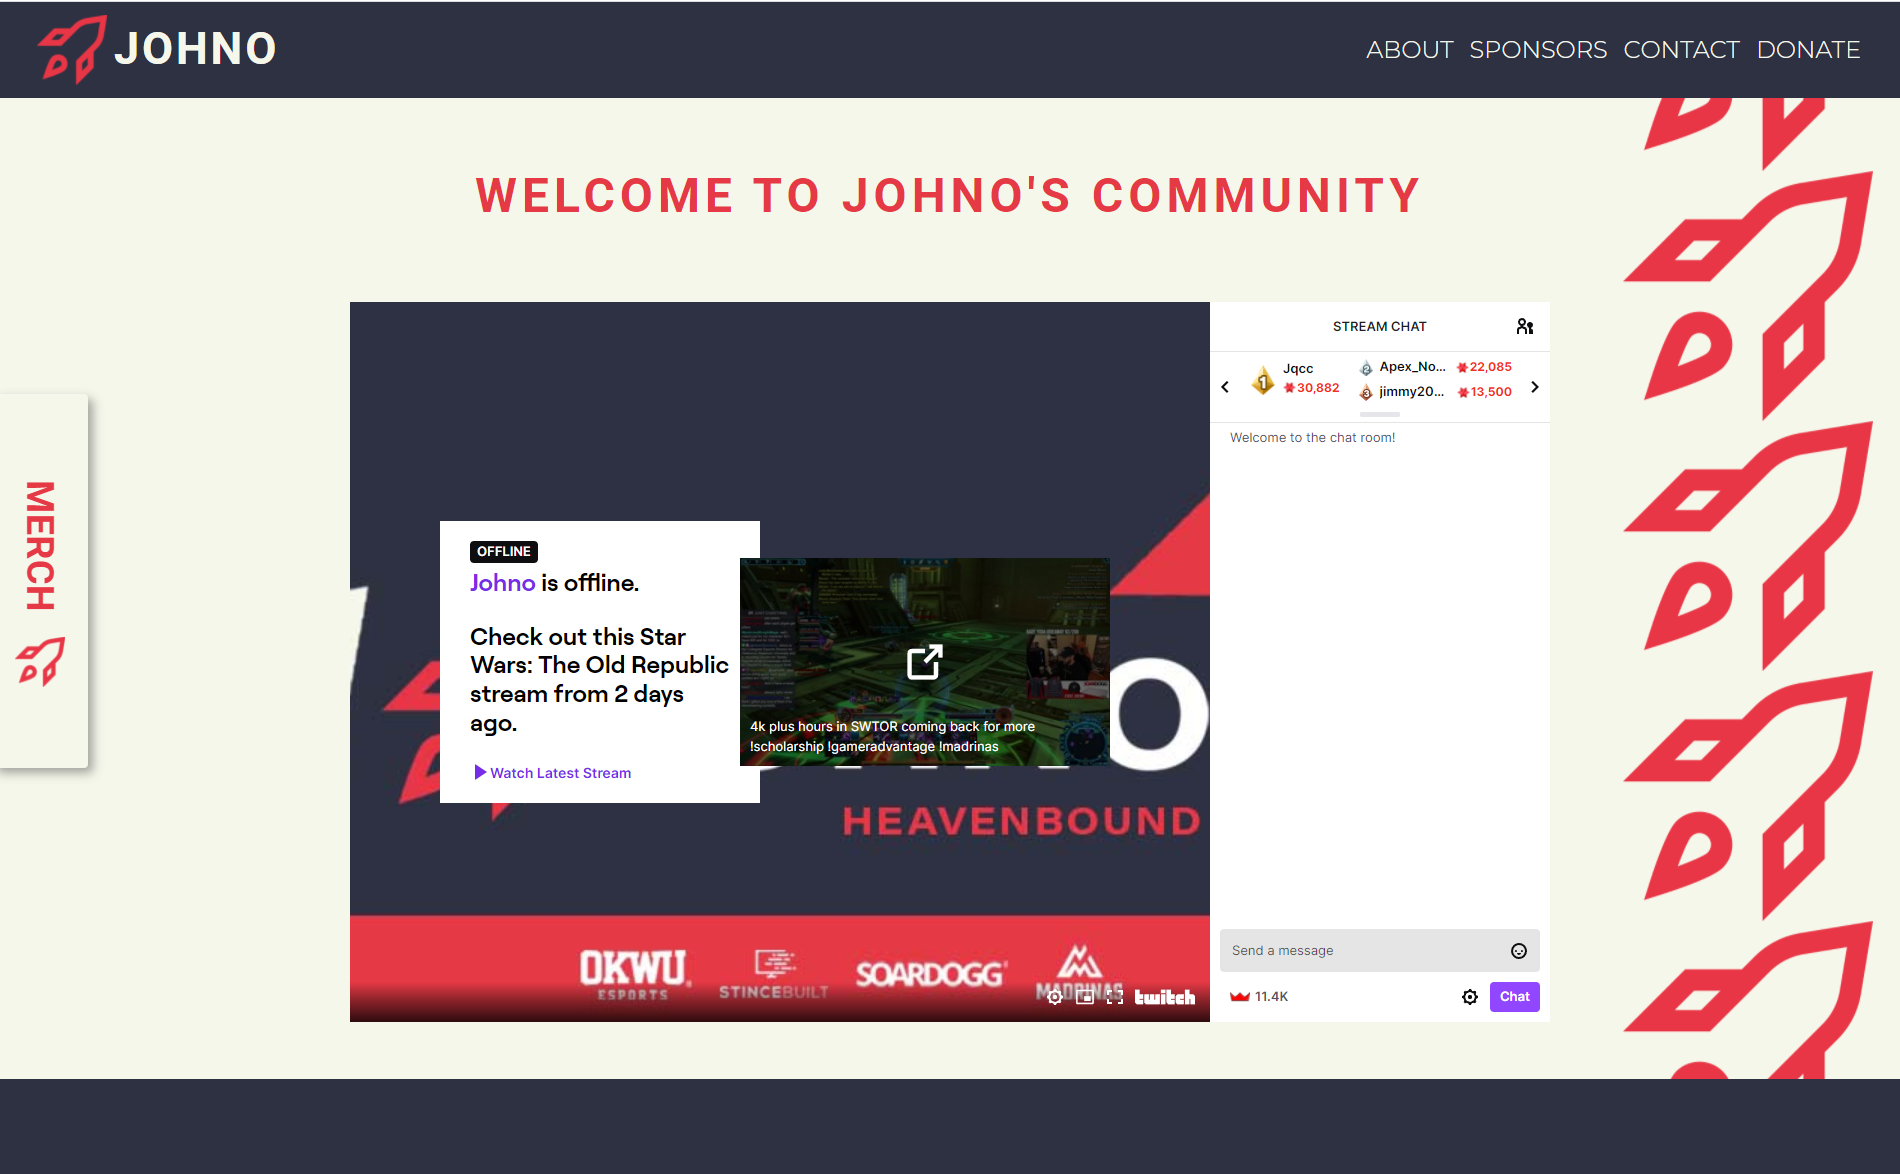 JOHNO
ABOUT SPONSORS CONTACT DONATE
WELCOME TO JOHNO'S COMMUNITY
MERCH
OFFLINE
Johno is offline.
Check out this Star
Wars: The Old Republic
stream from 2 days
ago.
Watch Latest Stream
4k plus hours in SWTOR coming back for more
!scholarship !gameradvantage !madrinas
HEAVENBOUND
OKWU
ESPORTS
STINCEBUILT
SOARDOGG
MADRINAS
twitch
STREAM CHAT
1 Jqcc
30,882
2 Apex_No... 22,085
3 jimmy20... 13,500
Welcome to the chat room!
Send a message
11.4K
Chat